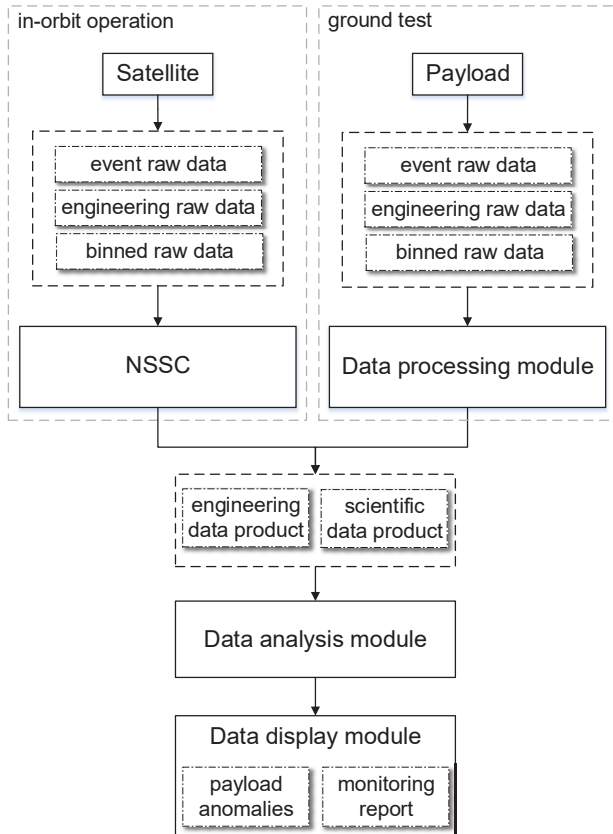 in-orbit operation
Satellite
event raw data
engineering raw data
binned raw data
NSSC
ground test
Payload
event raw data
engineering raw data
binned raw data
Data processing module
engineering
data product
scientific
data product
Data analysis module
Data display module
payload
anomalies
monitoring
report